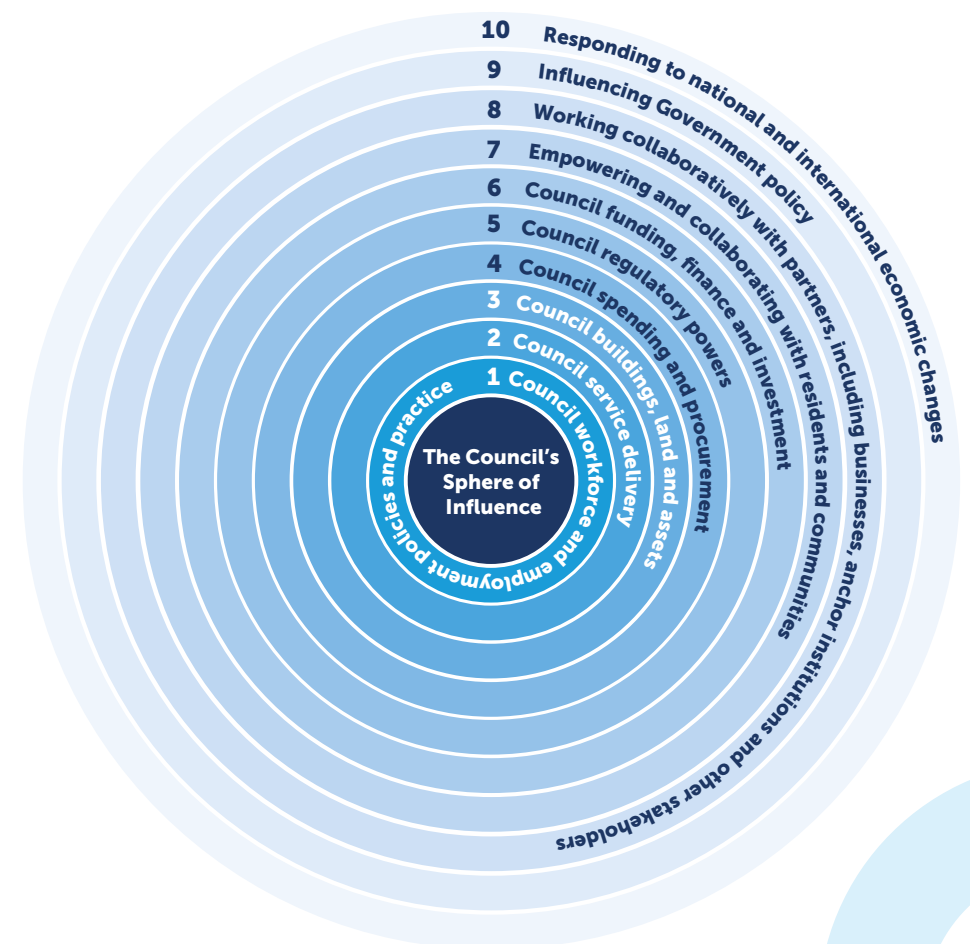 10 Responding to national and international economic changes
9 Influencing Government policy
8 Working collaboratively with partners, including businesses, anchor institutions and other stakeholders
7 Empowering and collaborating with residents and communities
6 Council funding, finance and investment
5 Council regulatory powers
4 Council spending and procurement
3 Council buildings, land and assets
2 Council service delivery
1 Council workforce and employment policies and practice
The Council's
Sphere of
Influence